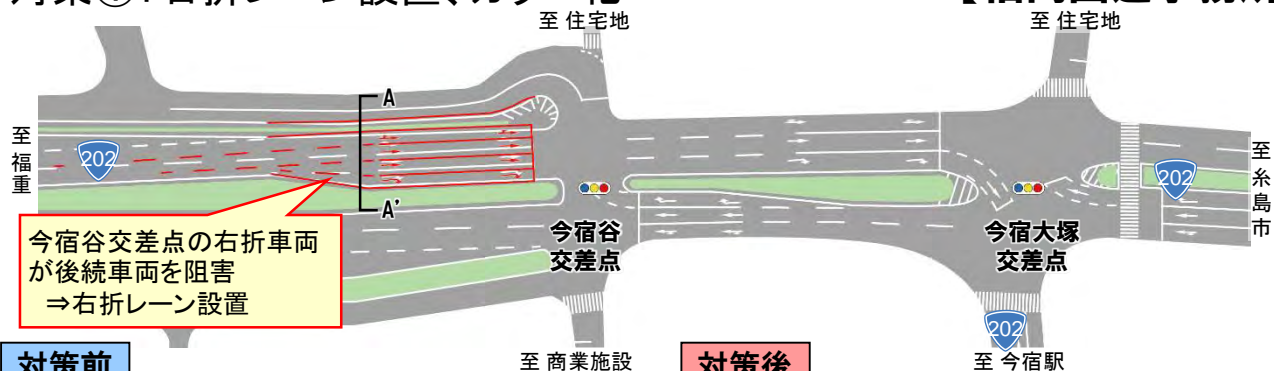 至 住宅地
至 住宅地
A
至福重
202
A'
今宿谷交差点の右折車両
が後続車両を阻害
⇒右折レーン設置
今宿谷
交差点
今宿大塚
交差点
202
至糸島市
202
対策前
至 商業施設
対策後
至 今宿駅